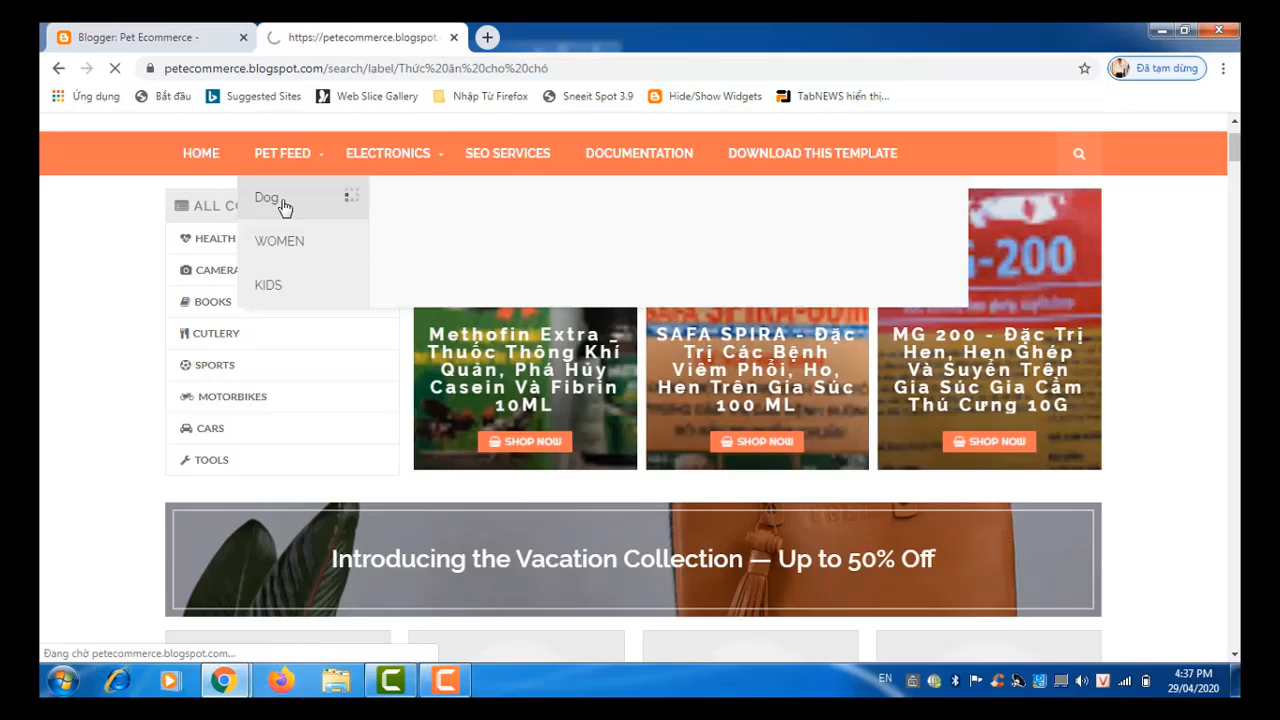 Blogger: Pet Ecommerce -
https://petecommerce.blogspot.
petecommerce.blogspot.com/search/label/Thức%20ăn%20cho%20chó
Đã tạm dừng
Ứng dụng
Bắt đầu
Suggested Sites
Web Slice Gallery
Nhập Từ Firefox
Sneeit Spot 3.9
Hide/Show Widgets
TabNEWS hiển thị...
HOME
PET FEED
ELECTRONICS
SEO SERVICES
DOCUMENTATION
DOWNLOAD THIS TEMPLATE
Dog
WOMEN
KIDS
ALL CO
HEALTH
CAMERA
BOOKS
CUTLERY
SPORTS
MOTORBIKES
CARS
TOOLS
G-200
Methofin Extra –
Thuốc Thông Khí
Quản, Phá Hủy
Casein Và Fibrin
10ML
SHOP NOW
SAFA SPIRA - Đặc
Trị Các Bệnh
Viêm Phổi, Ho,
Hen Trên Gia Súc
100 ML
SHOP NOW
MG 200 - Đặc Trị
Hen, Hen Ghép
Và Suyễn Trên
Gia Súc Gia Cầm
Thú Cưng 10G
SHOP NOW
Introducing the Vacation Collection — Up to 50% Off
Đang chờ petecommerce.blogspot.com...
EN
4:37 PM
29/04/2020